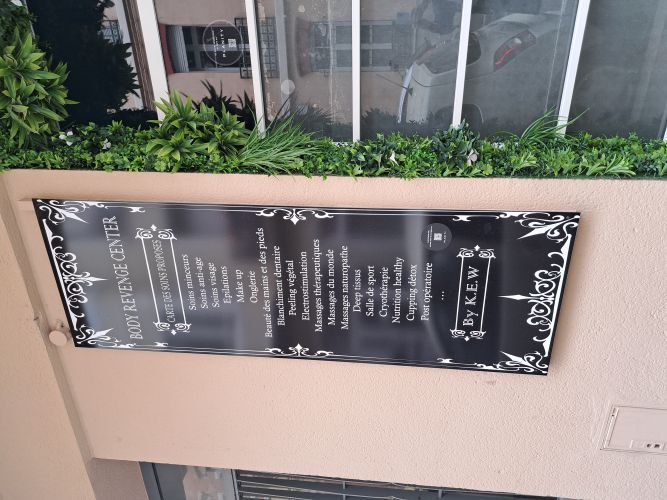 BODY REVENGE CENTER
CARTE DES SOINS PROPOSÉS
Soins minceurs
Soins anti-age
Soins visage
Epilations
Make up
Onglerie
Beauté des mains et des pieds
Blanchiment dentaire
Peeling vegétal
Electrostimulation
Massages thérapeutiques
Massages du monde
Massages naturopathe
Deep tissus
Salle de sport
Cryothérapie
Nutrition healthy
Cupping détox
Post opératoire
...
By K.E.W